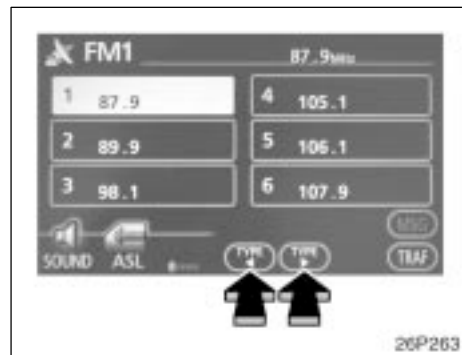 FM1 87.9MHz
1 87.9
4 105.1
2 89.9
5 106.1
3 98.1
6 107.9
MSG
SOUND ASL TYPE TYPE TRAF
26P263